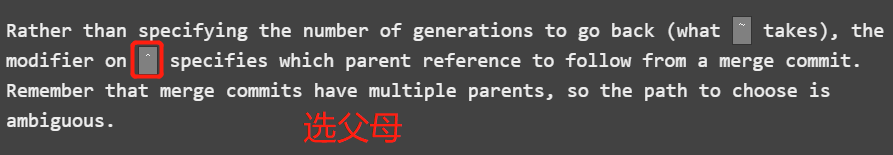 Rather than specifying the number of generations to go back (what ~ takes), the
modifier on ^ specifies which parent reference to follow from a merge commit.
Remember that merge commits have multiple parents, so the path to choose is
ambiguous.
选父母